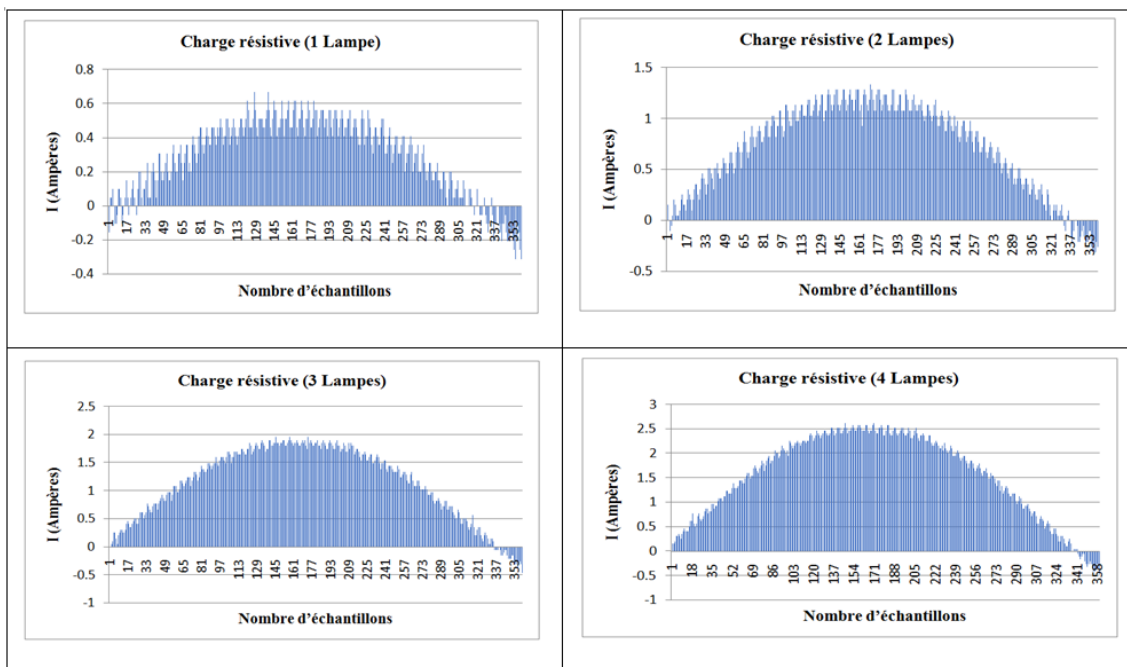 Charge résistive (1 Lampe)
I (Ampères)
0.8
0.6
0.4
0.2
0
-0.2
-0.4
1 17 33 49 65 81 97 113 129 145 161 177 193 209 225 241 257 273 289 305 321 337 353
Nombre d'échantillons
Charge résistive (2 Lampes)
I (Ampères)
1.5
1
0.5
0
-0.5
1 17 33 49 65 81 97 113 129 145 161 177 193 209 225 241 257 273 289 305 321 337 353
Nombre d'échantillons
Charge résistive (3 Lampes)
I (Ampères)
2.5
2
1.5
1
0.5
0
-0.5
-1
1 17 33 49 65 81 97 113 129 145 161 177 193 209 225 241 257 273 289 305 321 337 353
Nombre d'échantillons
Charge résistive (4 Lampes)
I (Ampères)
3
2.5
2
1.5
1
0.5
0
-0.5
-1
1 18 35 52 69 86 103 120 137 154 171 188 205 222 239 256 273 290 307 324 341 358
Nombre d'échantillons